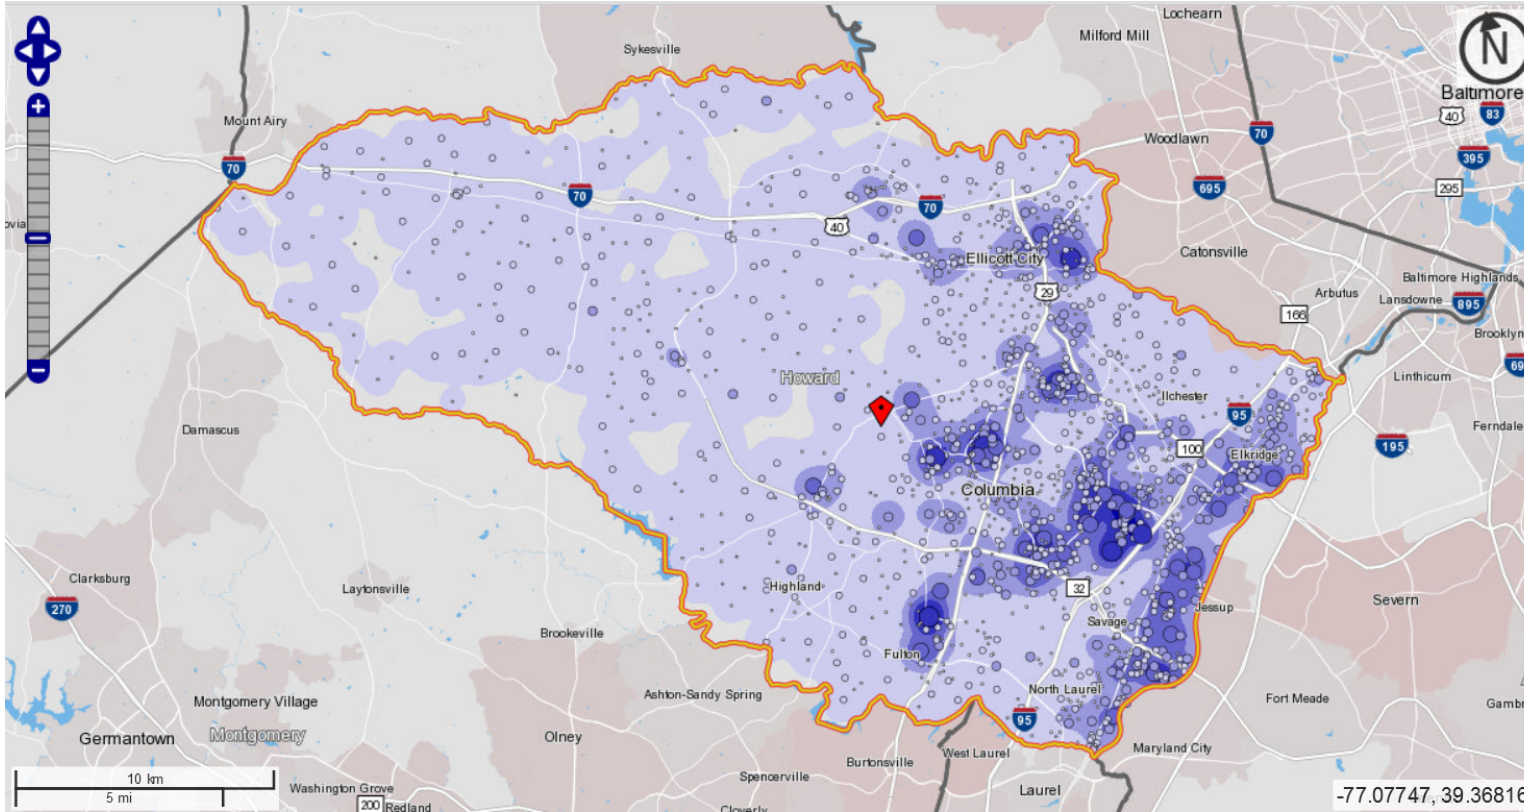 Lochearn
Milford Mill
Sykesville
N
Baltimore
40
83
Mount Airy
Woodlawn
70
395
70
70
70
695
295
40
Catonsville
Ellicott City
Baltimore Highlands
29
Arbutus
Lansdowne
895
166
Brooklyn
Howard
Linthicum
Ilchester
95
Damascus
Ferndale
100
195
Elkridge
Columbia
Clarksburg
Laytonsville
Highland
32
270
Severn
Jessup
Savage
Brookeville
Fulton
North Laurel
Ashton-Sandy Spring
Montgomery Village
Fort Meade
95
Germantown
Montgomery
Olney
Maryland City
West Laurel
Burtonsville
10 km
5 mi
Spencerville
Washington Grove
Laurel
-77.07747, 39.36816
200
Redland
Cloverly